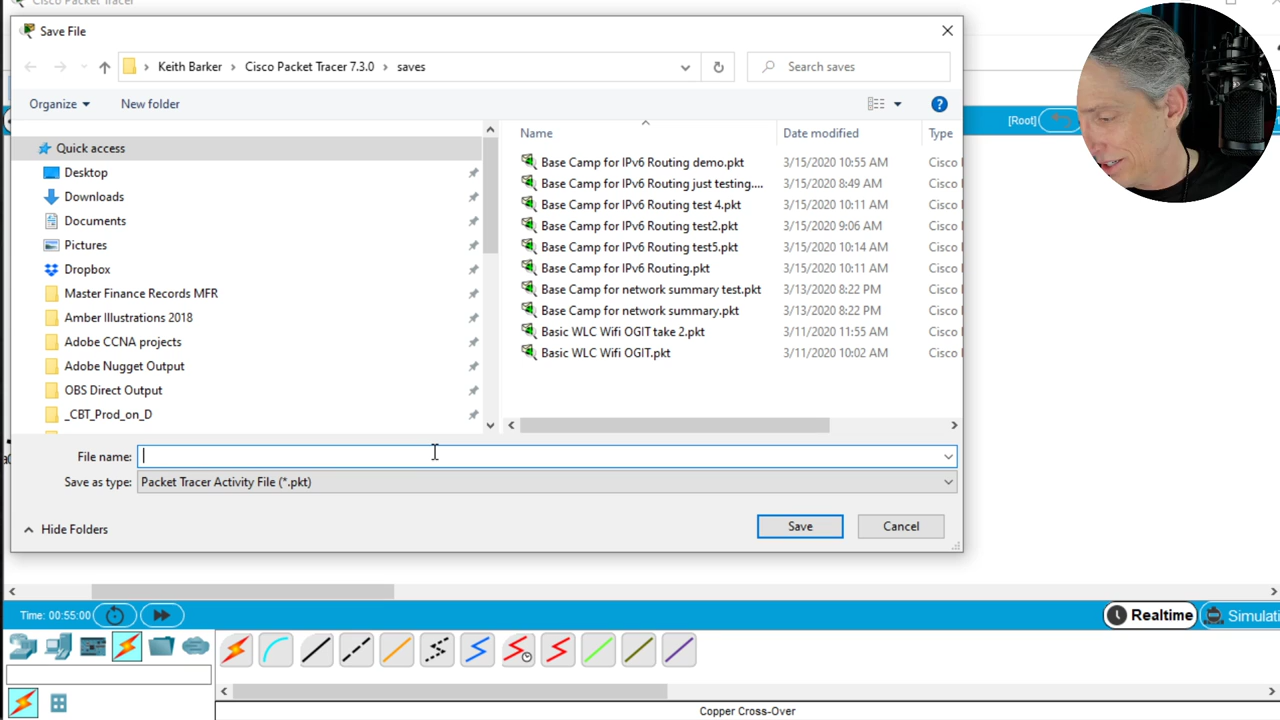 Cisco Packet Tracer
Save File
Keith Barker > Cisco Packet Tracer 7.3.0 > saves
Search saves
Organize
New folder
[Root]
Name Date modified Type
Quick access
Desktop
Downloads
Documents
Pictures
Dropbox
Master Finance Records MFR
Amber Illustrations 2018
Adobe CCNA projects
Adobe Nugget Output
OBS Direct Output
_CBT_Prod_on_D
Base Camp for IPv6 Routing demo.pkt 3/15/2020 10:55 AM Cisco
Base Camp for IPv6 Routing just testing.... 3/15/2020 8:49 AM Cisco
Base Camp for IPv6 Routing test 4.pkt 3/15/2020 10:11 AM Cisco
Base Camp for IPv6 Routing test2.pkt 3/15/2020 9:06 AM Cisco
Base Camp for IPv6 Routing test5.pkt 3/15/2020 10:14 AM Cisco
Base Camp for IPv6 Routing.pkt 3/15/2020 10:11 AM Cisco
Base Camp for network summary test.pkt 3/13/2020 8:22 PM Cisco
Base Camp for network summary.pkt 3/13/2020 8:22 PM Cisco
Basic WLC Wifi OGIT take 2.pkt 3/11/2020 11:55 AM Cisco
Basic WLC Wifi OGIT.pkt 3/11/2020 10:02 AM Cisco
File name:
Save as type: Packet Tracer Activity File (*.pkt)
Hide Folders
Save
Cancel
Time: 00:55:00
Realtime
Simulati
Copper Cross-Over